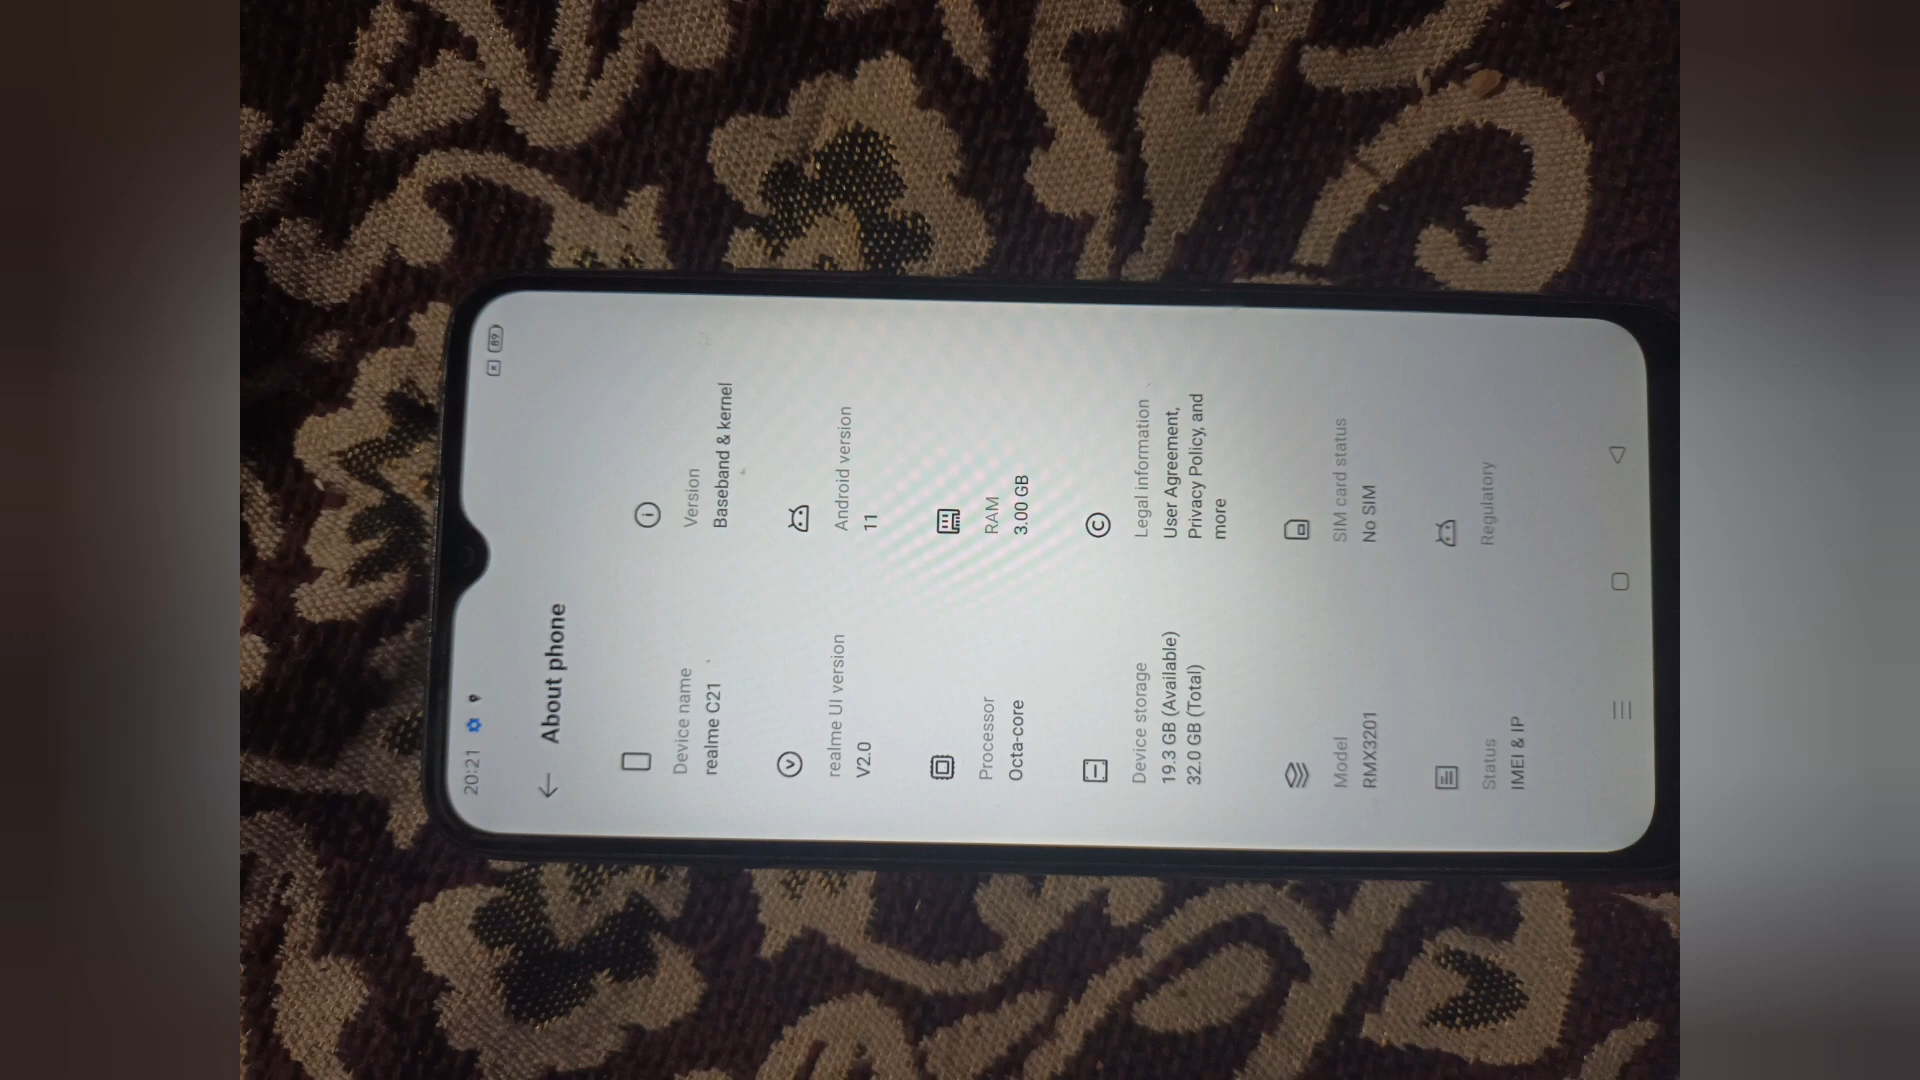 20:21
89
About phone
Device name
realme C21
Version
Baseband & kernel
realme UI version
V2.0
Android version
11
Processor
Octa-core
RAM
3.00 GB
Device storage
19.3 GB (Available)
32.0 GB (Total)
Legal information
User Agreement,
Privacy Policy, and
more
Model
RMX3201
SIM card status
No SIM
Status
IMEI & IP
Regulatory